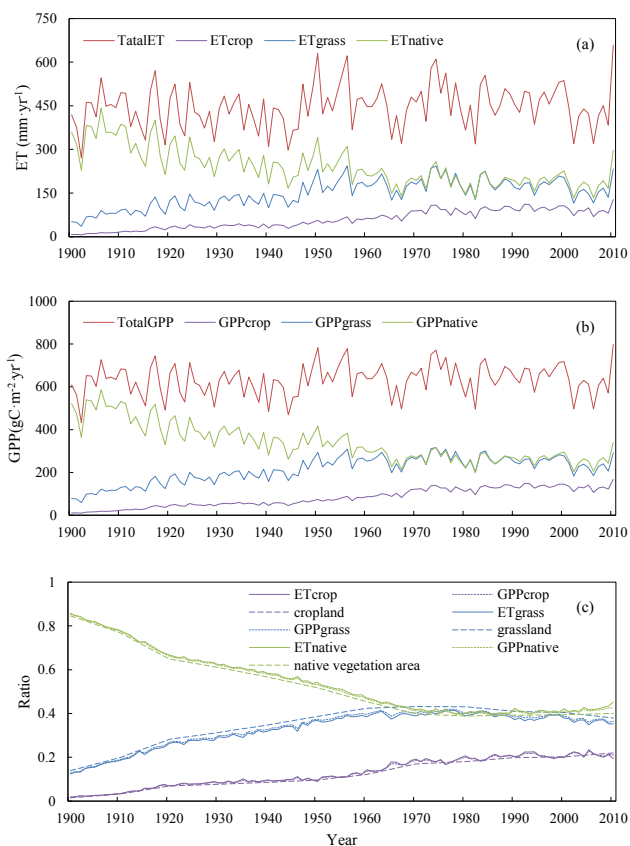 750
600
450
300
150
0
ET (mm·yr-1)
TatalET ETcrop ETgrass ETnative
(a)
1900 1910 1920 1930 1940 1950 1960 1970 1980 1990 2000 2010
1000
800
600
400
200
0
GPP(gC·m-2·yr-1)
TotalGPP GPPcrop GPPgrass GPPnative
(b)
1900 1910 1920 1930 1940 1950 1960 1970 1980 1990 2000 2010
1
0.8
0.6
0.4
0.2
0
Ratio
ETcrop GPPcrop
(c)
cropland ETgrass
GPPgrass grassland
ETnative GPPnative
native vegetation area
1900 1910 1920 1930 1940 1950 1960 1970 1980 1990 2000 2010
Year